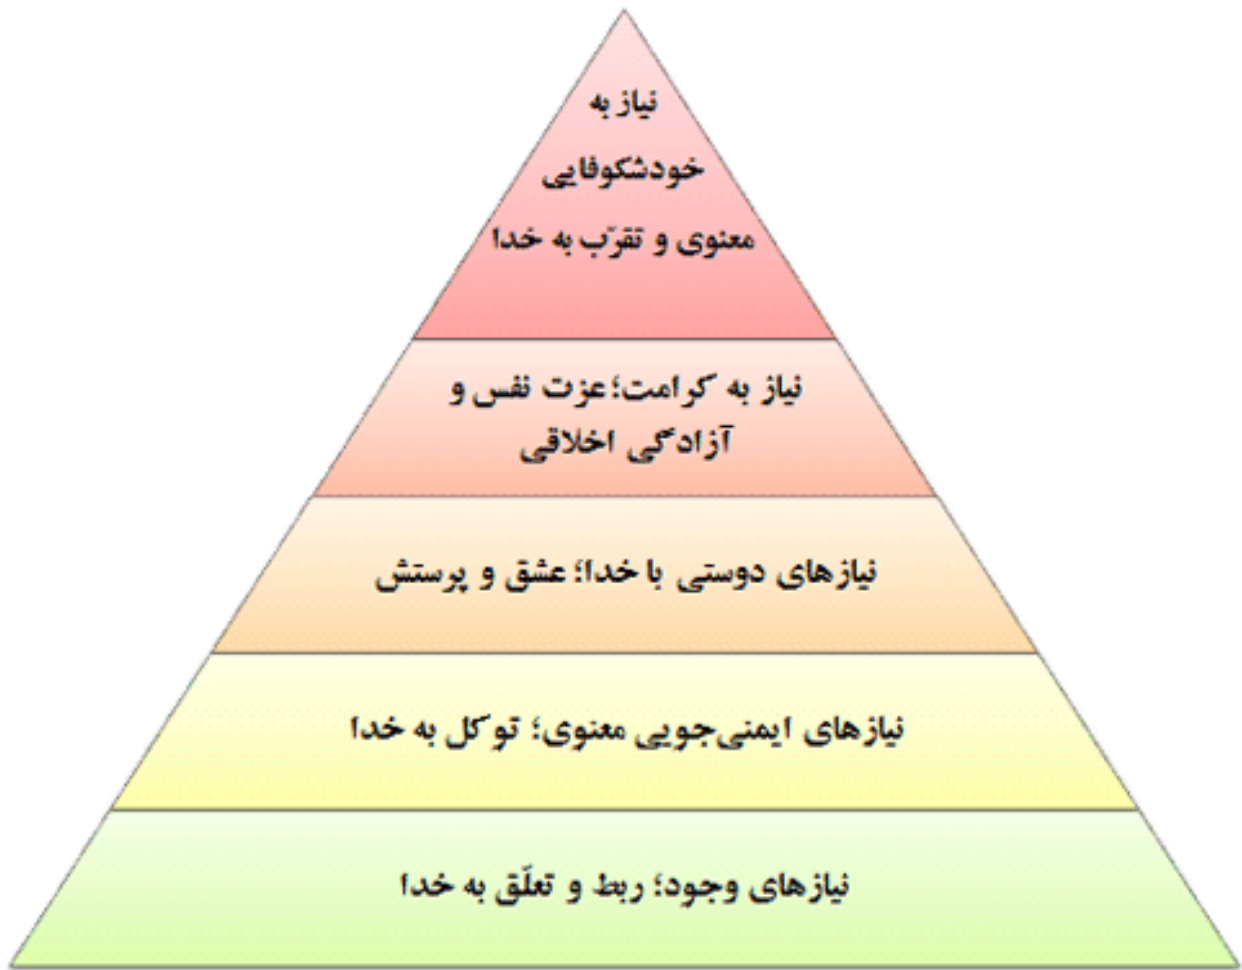 نیاز به
خودشکوفایی
معنوی و تقرّب به خدا
نیاز به کرامت؛ عزت نفس و
آزادگی اخلاقی
نیازهای دوستی با خدا؛ عشق و پرستش
نیازهای ایمنی‌جویی معنوی؛ توکل به خدا
نیازهای وجود؛ ربط و تعلّق به خدا